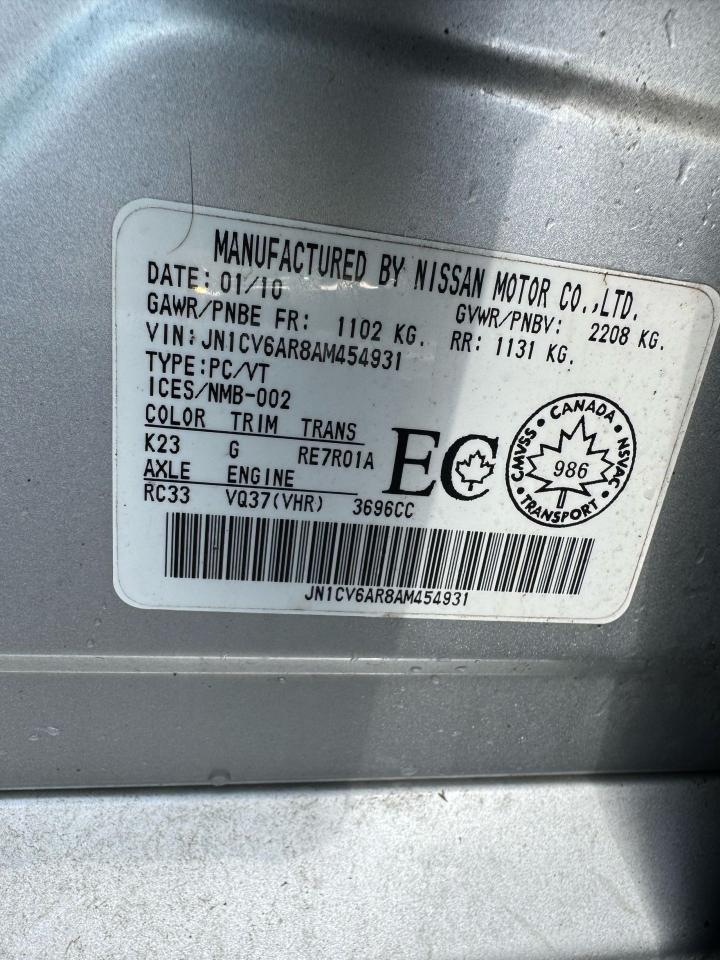 MANUFACTURED BY NISSAN MOTOR CO.,LTD.
DATE: 01/10
GVWR/PNBV: 2208 KG.
GAWR/PNBE FR: 1102 KG. RR: 1131 KG.
VIN: JN1CV6AR8AM454931
TYPE:PC/VT
ICES/NMB-002
COLOR TRIM TRANS
K23 G RE7R01A
AXLE ENGINE
RC33 VQ37(VHR) 3696CC
EC
CANADA
CMVSS • NSVAC
986
TRANSPORT
JN1CV6AR8AM454931